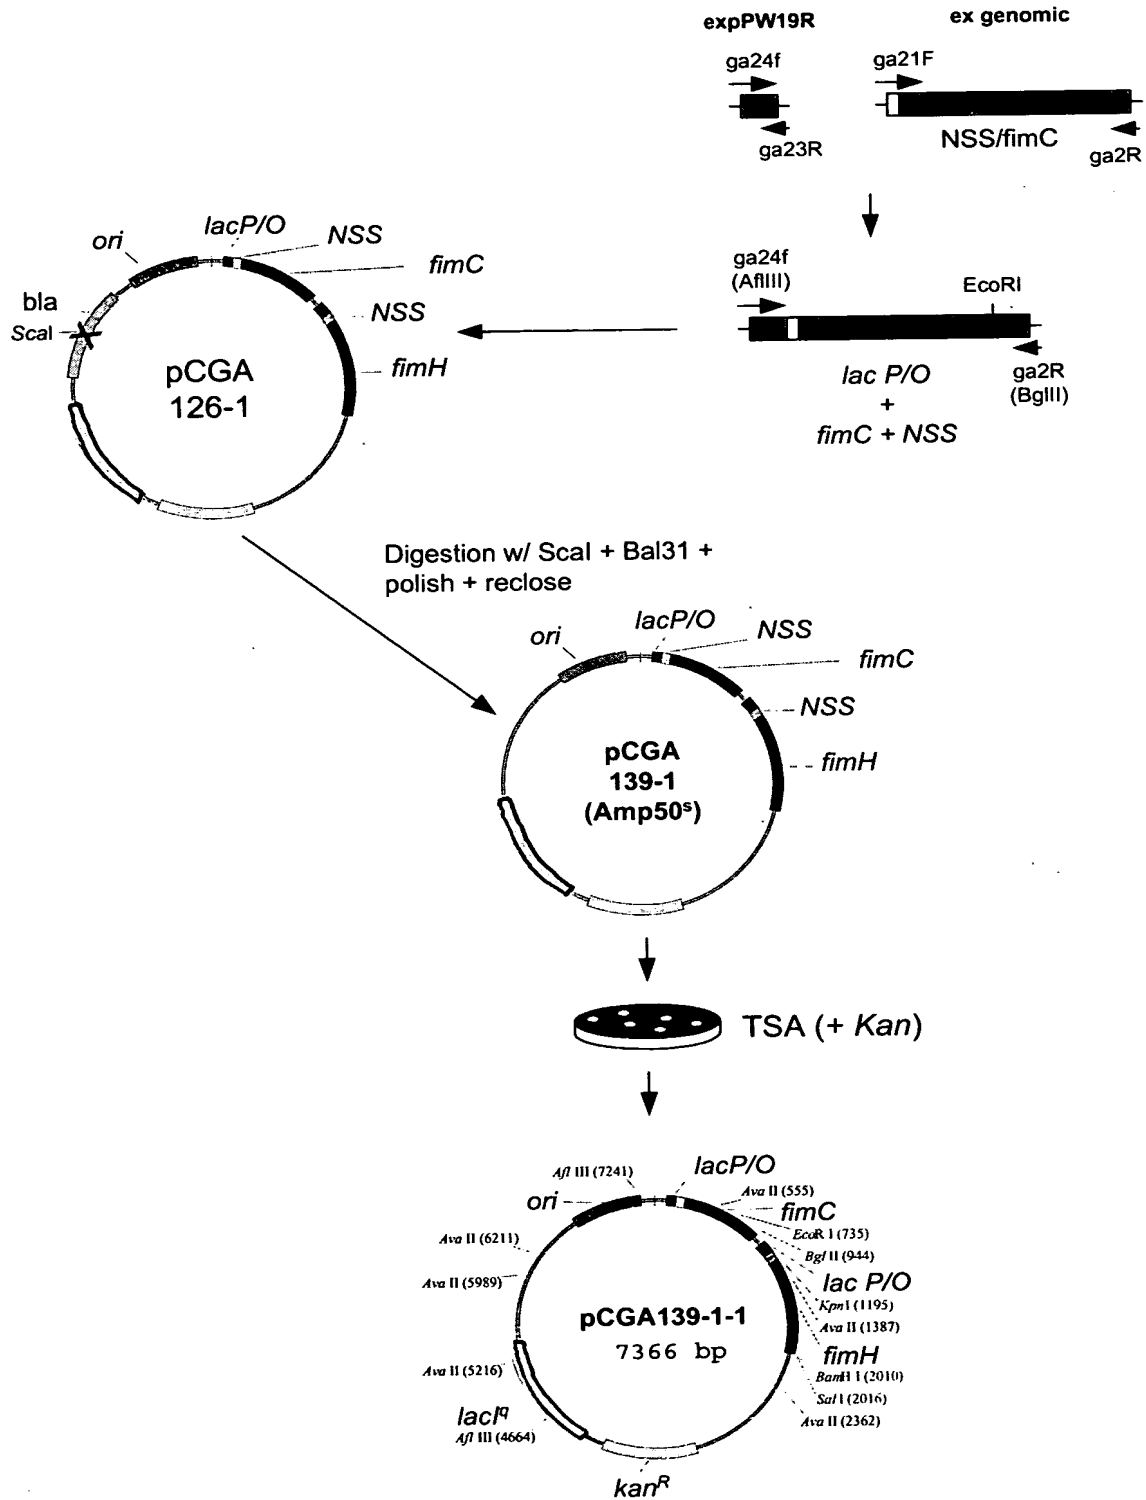 expPW19R
ex genomic
ga24f
ga21F
ga23R
NSS/fimC
ga2R
ga24f
(AflIII)
EcoRI
lac P/O
+
fimC + NSS
ga2R
(BglII)
ori
lacP/O
NSS
fimC
bla
ScaI
NSS
fimH
pCGA
126-1
Digestion w/ ScaI + Bal31 +
polish + reclose
ori
lacP/O
NSS
fimC
NSS
fimH
pCGA
139-1
(Amp50ˢ)
TSA (+ Kan)
Afl III (7241)
lacP/O
ori
Ava II (555)
fimC
EcoR I (735)
Bgl II (944)
lac P/O
KpnI (1195)
Ava II (1387)
fimH
BamH I (2010)
Sal I (2016)
Ava II (2362)
Ava II (6211)
Ava II (5989)
pCGA139-1-1
7366 bp
Ava II (5216)
lacI^q
Afl III (4664)
kan^R